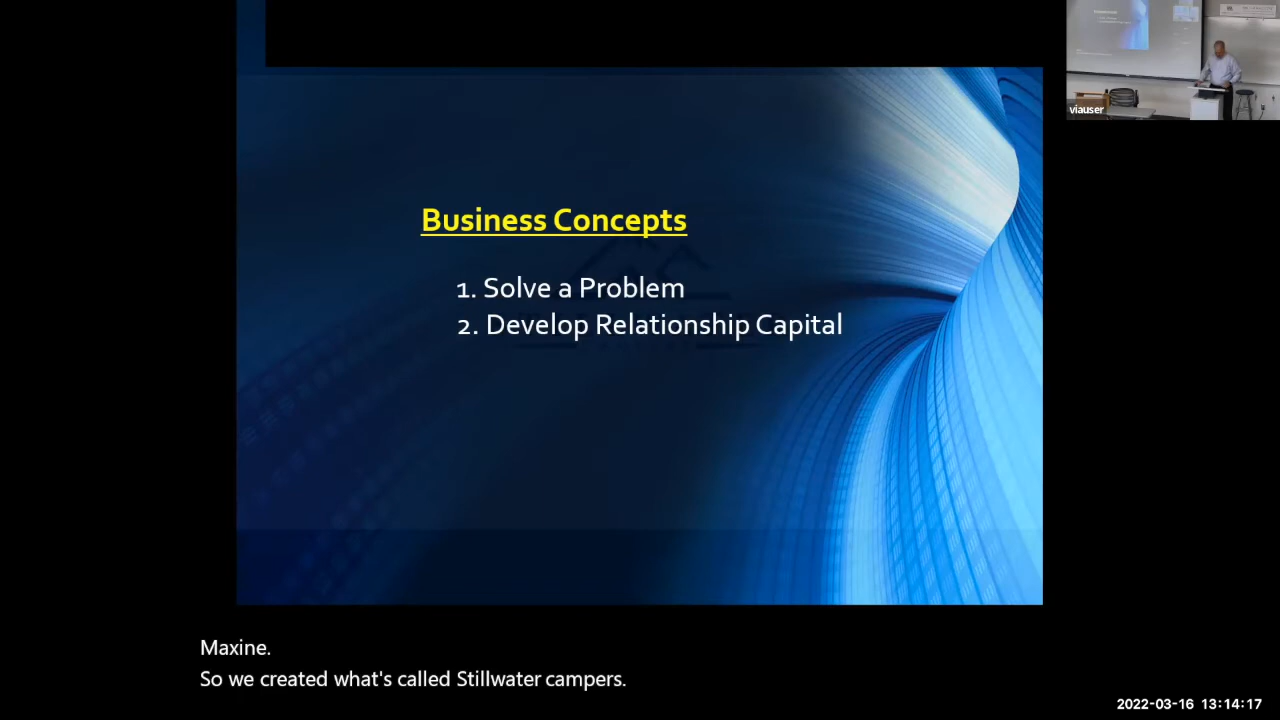 viauser
Business Concepts
1. Solve a Problem
2. Develop Relationship Capital
Maxine.
So we created what's called Stillwater campers.
2022-03-16 13:14:17